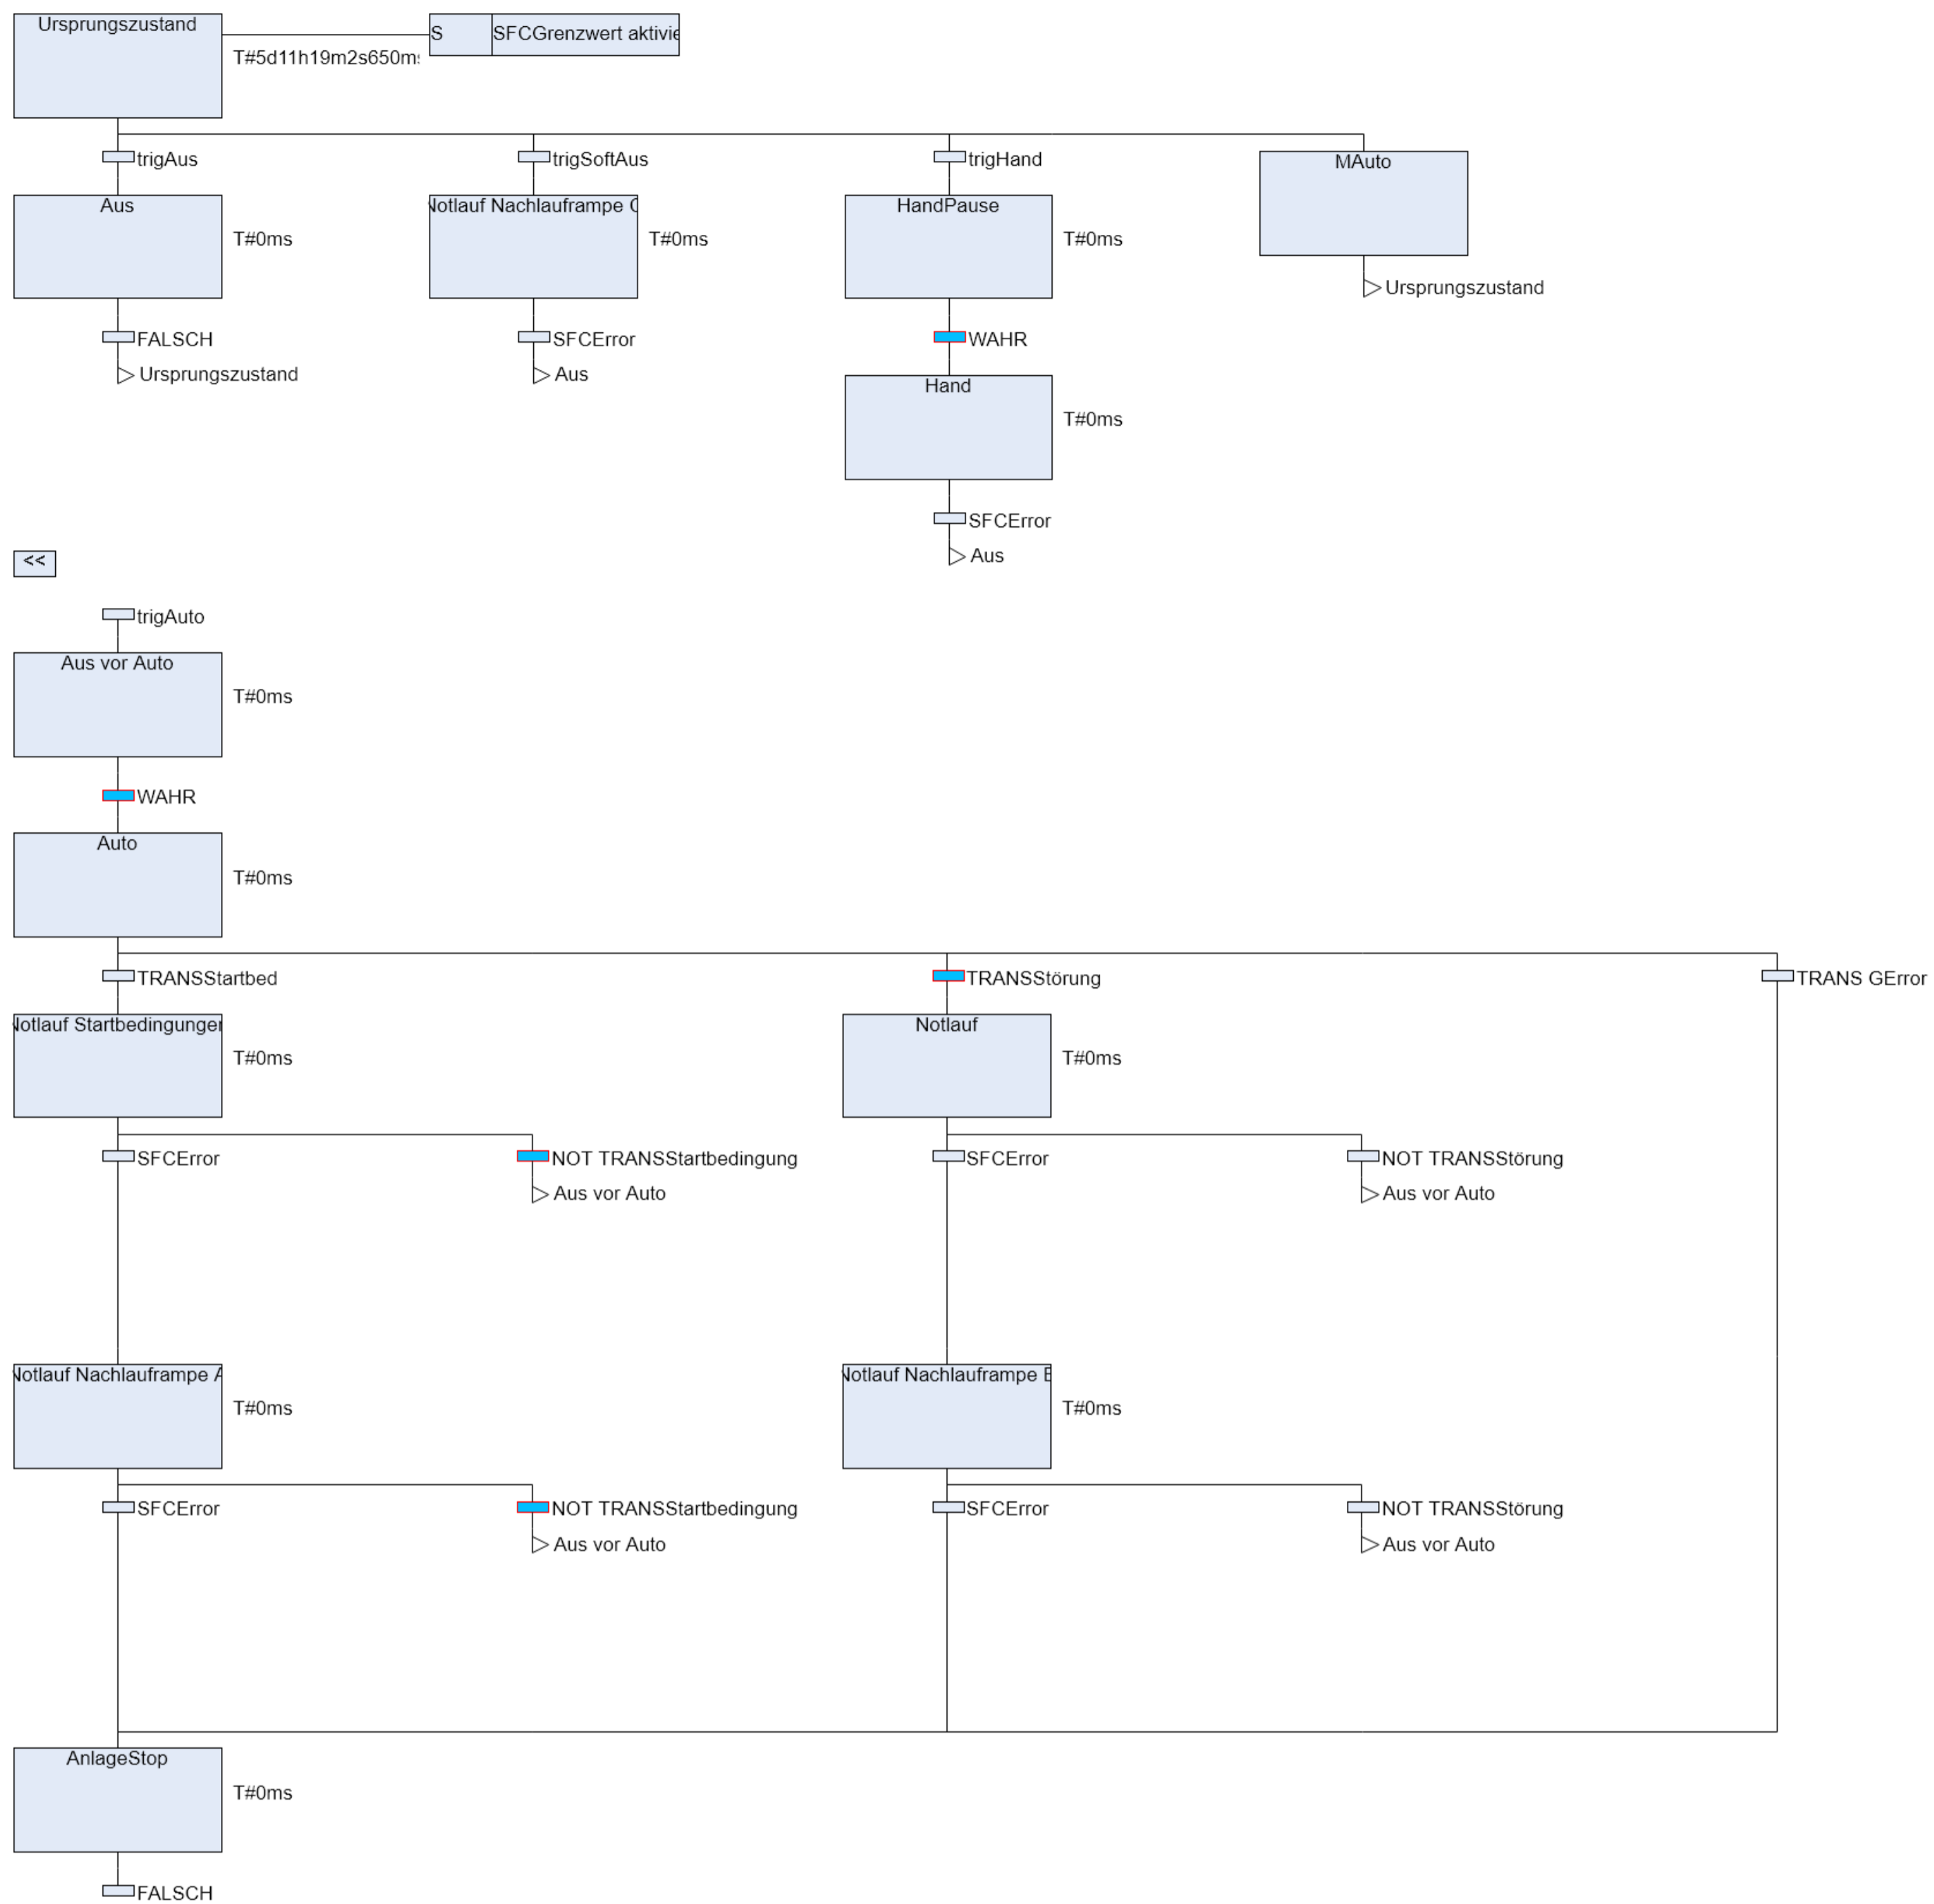 Ursprungszustand
S SFCGrenzwert aktivie
T#5d11h19m2s650m
trigAus
trigSoftAus
trigHand
MAuto
Aus
T#0ms
Notlauf Nachlauframpe
T#0ms
HandPause
T#0ms
Ursprungszustand
FALSCH
SFCError
WAHR
Ursprungszustand
Aus
Hand
T#0ms
SFCError
Aus
<<
trigAuto
Aus vor Auto
T#0ms
WAHR
Auto
T#0ms
TRANSStartbed
TRANSStörung
TRANS GError
Notlauf Startbedingungen
T#0ms
Notlauf
T#0ms
SFCError
NOT TRANSStartbedingung
SFCError
NOT TRANSStörung
Aus vor Auto
Aus vor Auto
Notlauf Nachlauframpe A
T#0ms
Notlauf Nachlauframpe
T#0ms
SFCError
NOT TRANSStartbedingung
SFCError
NOT TRANSStörung
Aus vor Auto
Aus vor Auto
AnlageStop
T#0ms
FALSCH